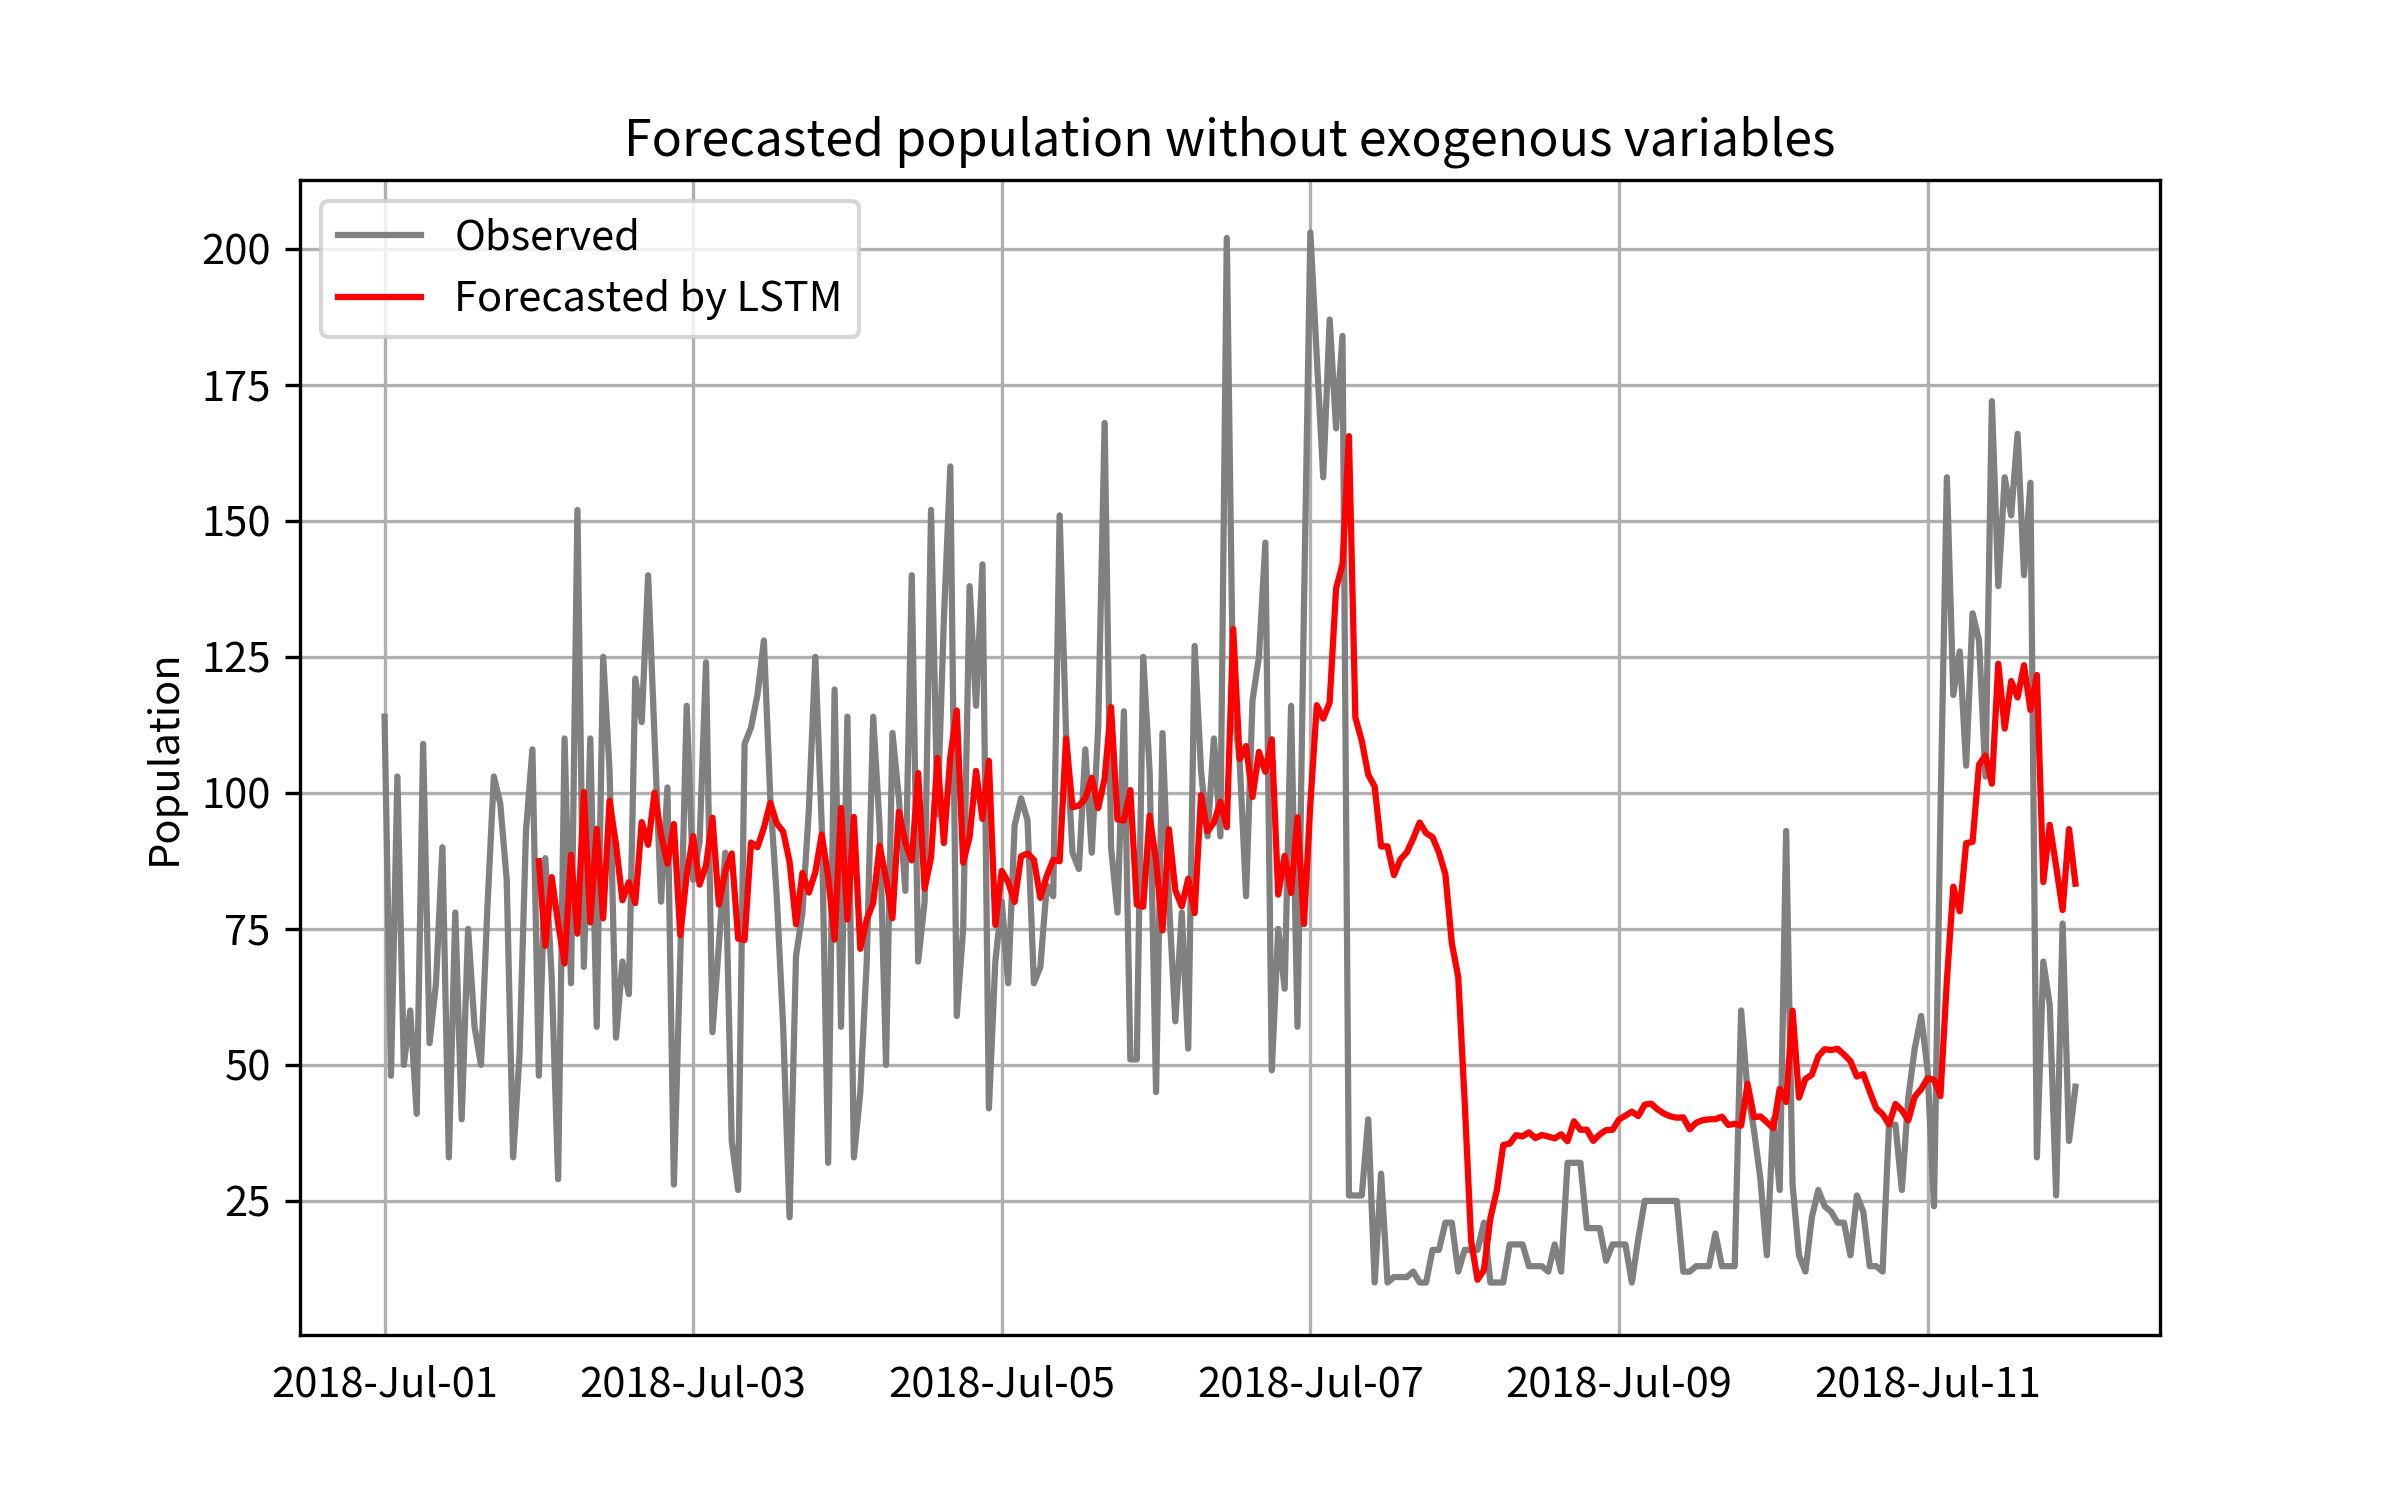 Forecasted population without exogenous variables
Observed
Forecasted by LSTM
200
175
150
125
100
75
50
25
Population
2018-Jul-01 2018-Jul-03 2018-Jul-05 2018-Jul-07 2018-Jul-09 2018-Jul-11